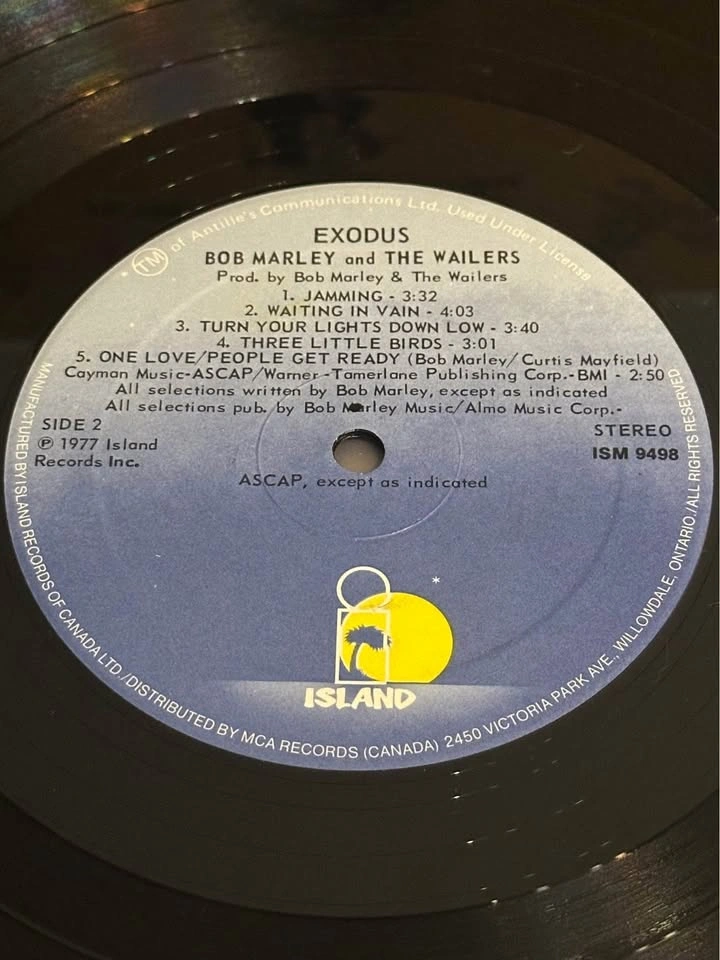 TM of Antille's Communications Ltd. Used Under License
EXODUS
BOB MARLEY and THE WAILERS
Prod. by Bob Marley & The Wailers
1. JAMMING - 3:32
2. WAITING IN VAIN - 4:03
3. TURN YOUR LIGHTS DOWN LOW - 3:40
4. THREE LITTLE BIRDS - 3:01
5. ONE LOVE/PEOPLE GET READY (Bob Marley/Curtis Mayfield)
Cayman Music-ASCAP/Warner-Tamerlane Publishing Corp.-BMI - 2:50
All selections written by Bob Marley, except as indicated
All selections pub. by Bob Marley Music/Almo Music Corp.-
SIDE 2
℗ 1977 Island
Records Inc.
STEREO
ISM 9498
ASCAP, except as indicated
*
ISLAND
MANUFACTURED BY ISLAND RECORDS OF CANADA LTD./DISTRIBUTED BY MCA RECORDS (CANADA) 2450 VICTORIA PARK AVE., WILLOWDALE, ONTARIO./ALL RIGHTS RESERVED